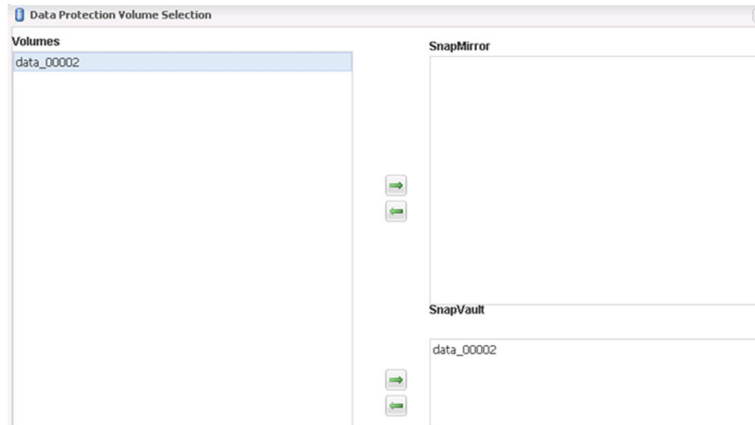 Data Protection Volume Selection
Volumes
data_00002
SnapMirror
SnapVault
data_00002